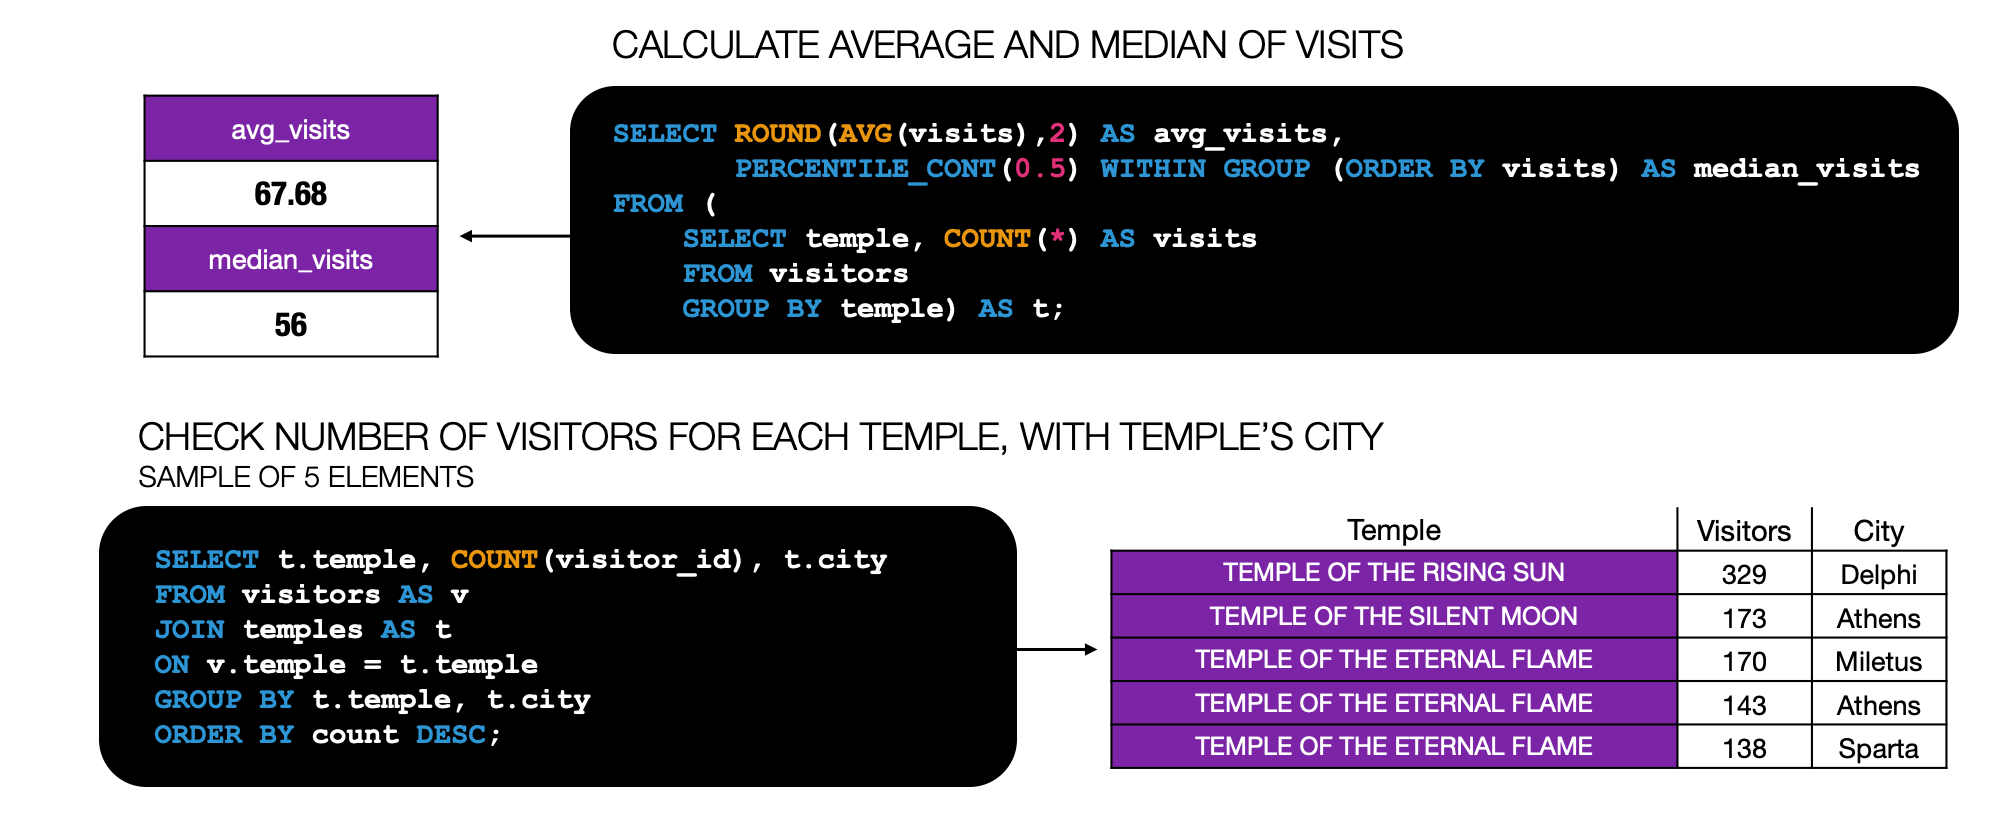 CALCULATE AVERAGE AND MEDIAN OF VISITS
avg_visits
67.68
median_visits
56
SELECT ROUND(AVG(visits),2) AS avg_visits,
PERCENTILE_CONT(0.5) WITHIN GROUP (ORDER BY visits) AS median_visits
FROM (
SELECT temple, COUNT(*) AS visits
FROM visitors
GROUP BY temple) AS t;
CHECK NUMBER OF VISITORS FOR EACH TEMPLE, WITH TEMPLE’S CITY
SAMPLE OF 5 ELEMENTS
SELECT t.temple, COUNT(visitor_id), t.city
FROM visitors AS v
JOIN temples AS t
ON v.temple = t.temple
GROUP BY t.temple, t.city
ORDER BY count DESC;
Temple Visitors City
TEMPLE OF THE RISING SUN 329 Delphi
TEMPLE OF THE SILENT MOON 173 Athens
TEMPLE OF THE ETERNAL FLAME 170 Miletus
TEMPLE OF THE ETERNAL FLAME 143 Athens
TEMPLE OF THE ETERNAL FLAME 138 Sparta